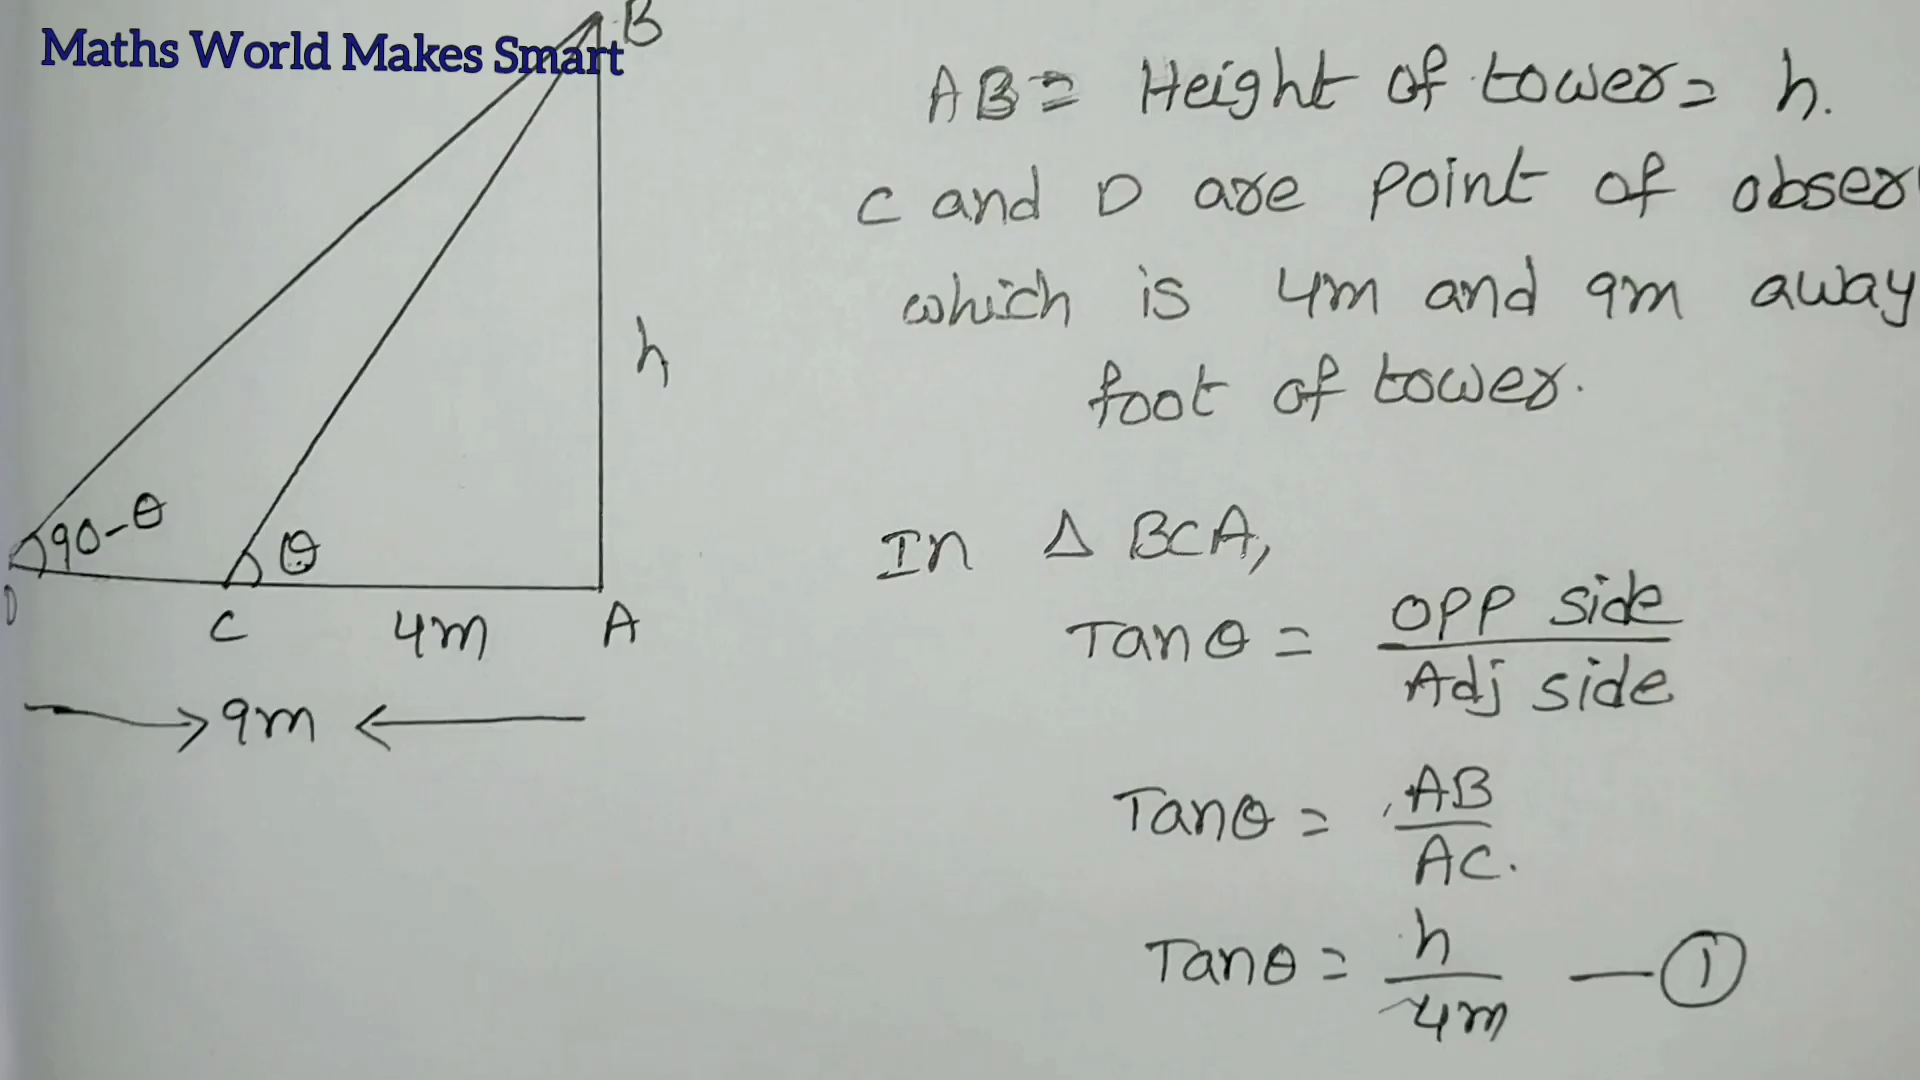 Maths World Makes Smart
B
h
90-θ
θ
D
C
4m
A
9m
AB = Height of tower = h.
C and D are point of obser
which is 4m and 9m away
foot of tower.
In Δ BCA,
Tanθ = opp side
Adj side
Tanθ = AB
AC.
Tanθ = h
4m
— ①